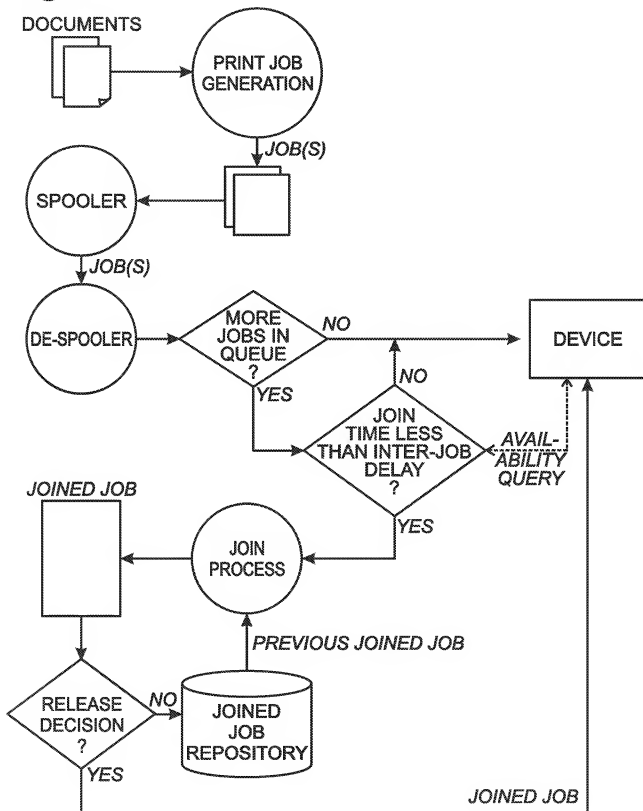 DOCUMENTS
PRINT JOB
GENERATION
JOB(S)
SPOOLER
JOB(S)
DE-SPOOLER
MORE
JOBS IN
QUEUE
?
NO
YES
DEVICE
NO
JOIN
TIME LESS
THAN INTER-JOB
DELAY
?
AVAIL-
ABILITY
QUERY
YES
JOINED JOB
JOIN
PROCESS
PREVIOUS JOINED JOB
RELEASE
DECISION
?
NO
YES
JOINED
JOB
REPOSITORY
JOINED JOB